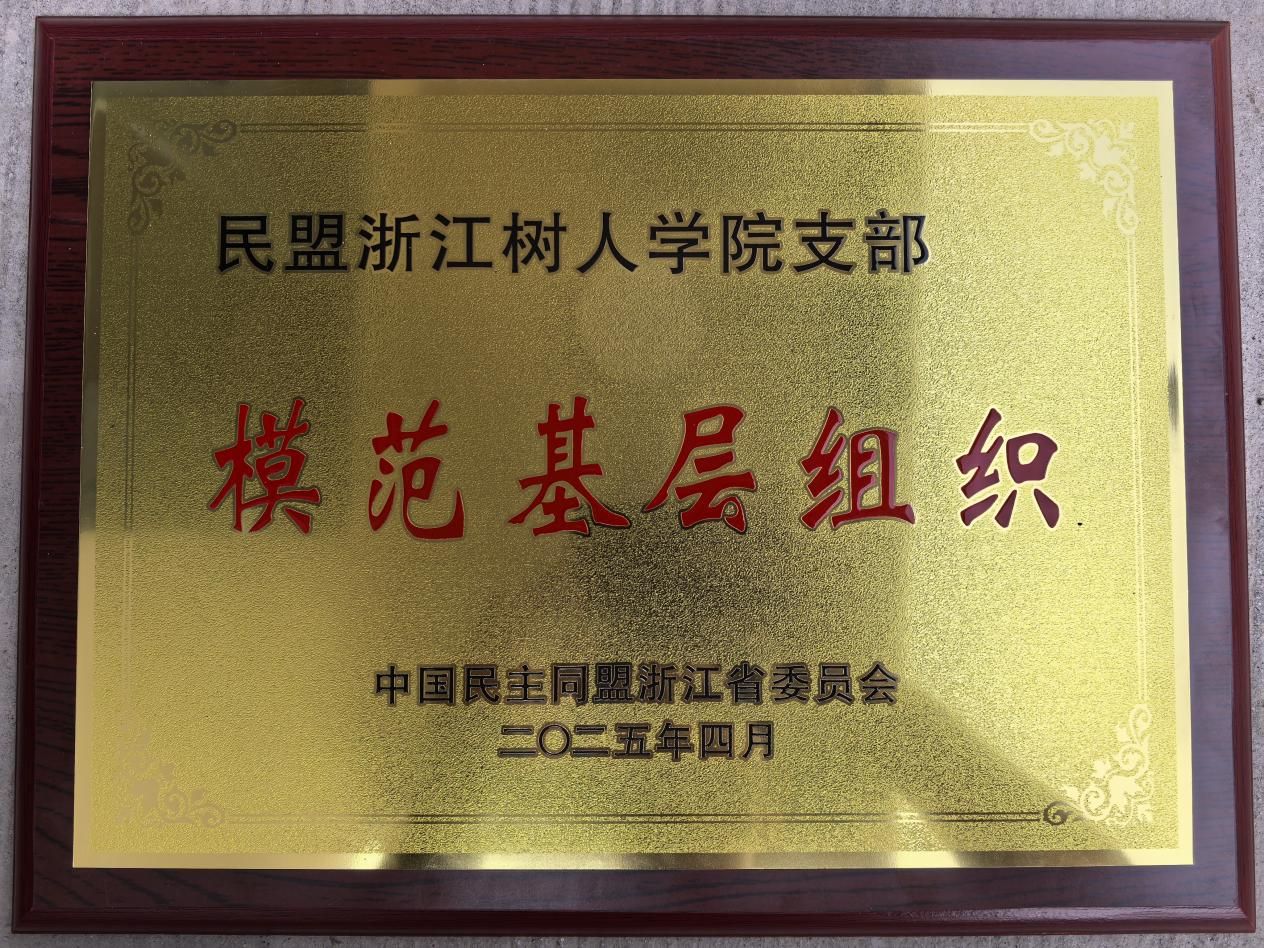 民盟浙江树人学院支部
模范基层组织
中国民主同盟浙江省委员会
二〇二五年四月